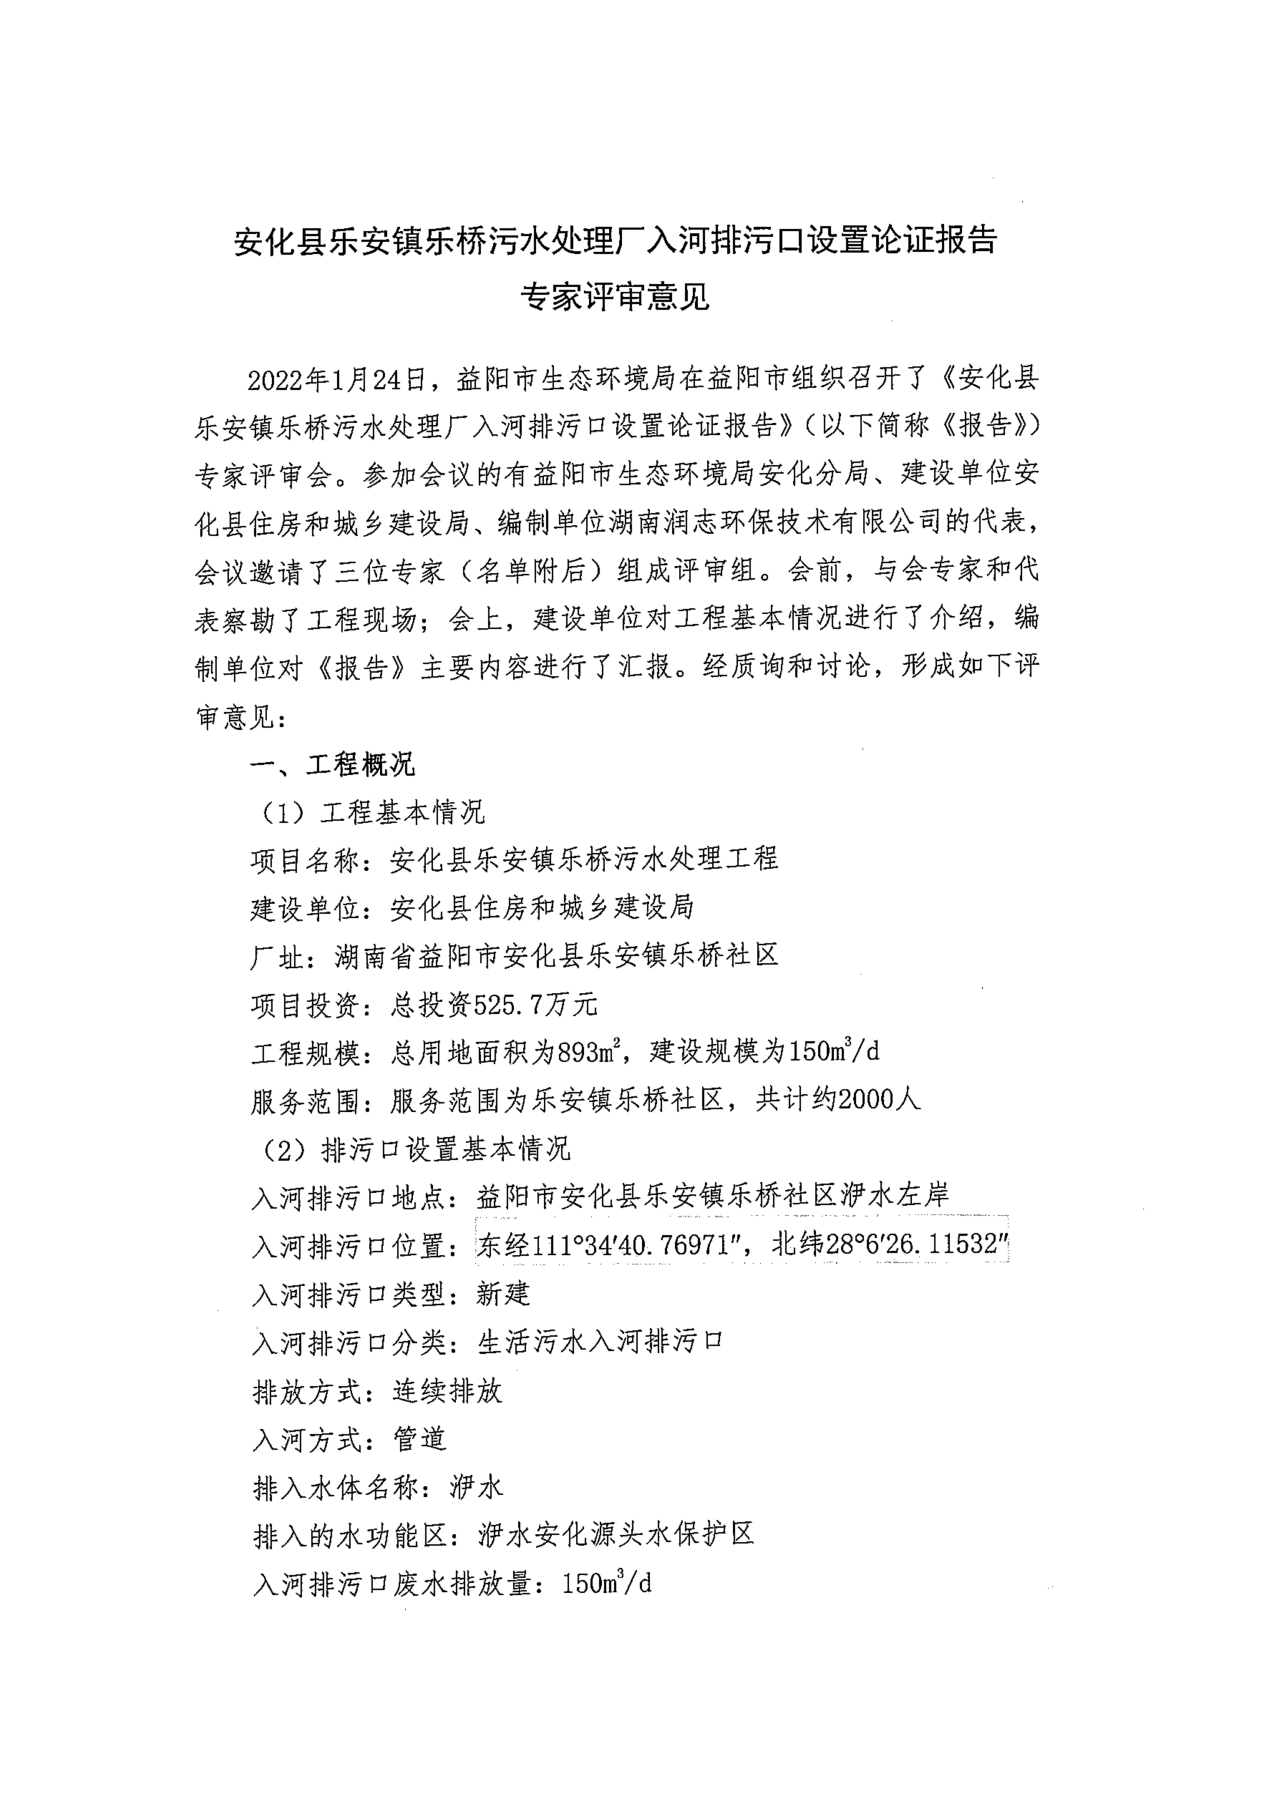 安化县乐安镇乐桥污水处理厂入河排污口设置论证报告
专家评审意见
2022年1月24日，益阳市生态环境局在益阳市组织召开了《安化县
乐安镇乐桥污水处理厂入河排污口设置论证报告》（以下简称《报告》）
专家评审会。参加会议的有益阳市生态环境局安化分局、建设单位安
化县住房和城乡建设局、编制单位湖南润志环保技术有限公司的代表，
会议邀请了三位专家（名单附后）组成评审组。会前，与会专家和代
表察勘了工程现场；会上，建设单位对工程基本情况进行了介绍，编
制单位对《报告》主要内容进行了汇报。经质询和讨论，形成如下评
审意见：
一、工程概况
（1）工程基本情况
项目名称：安化县乐安镇乐桥污水处理工程
建设单位：安化县住房和城乡建设局
厂址：湖南省益阳市安化县乐安镇乐桥社区
项目投资：总投资525.7万元
工程规模：总用地面积为893m²，建设规模为150m³/d
服务范围：服务范围为乐安镇乐桥社区，共计约2000人
（2）排污口设置基本情况
入河排污口地点：益阳市安化县乐安镇乐桥社区洢水左岸
入河排污口位置：东经111°34′40.76971″，北纬28°6′26.11532″
入河排污口类型：新建
入河排污口分类：生活污水入河排污口
排放方式：连续排放
入河方式：管道
排入水体名称：洢水
排入的水功能区：洢水安化源头水保护区
入河排污口废水排放量：150m³/d